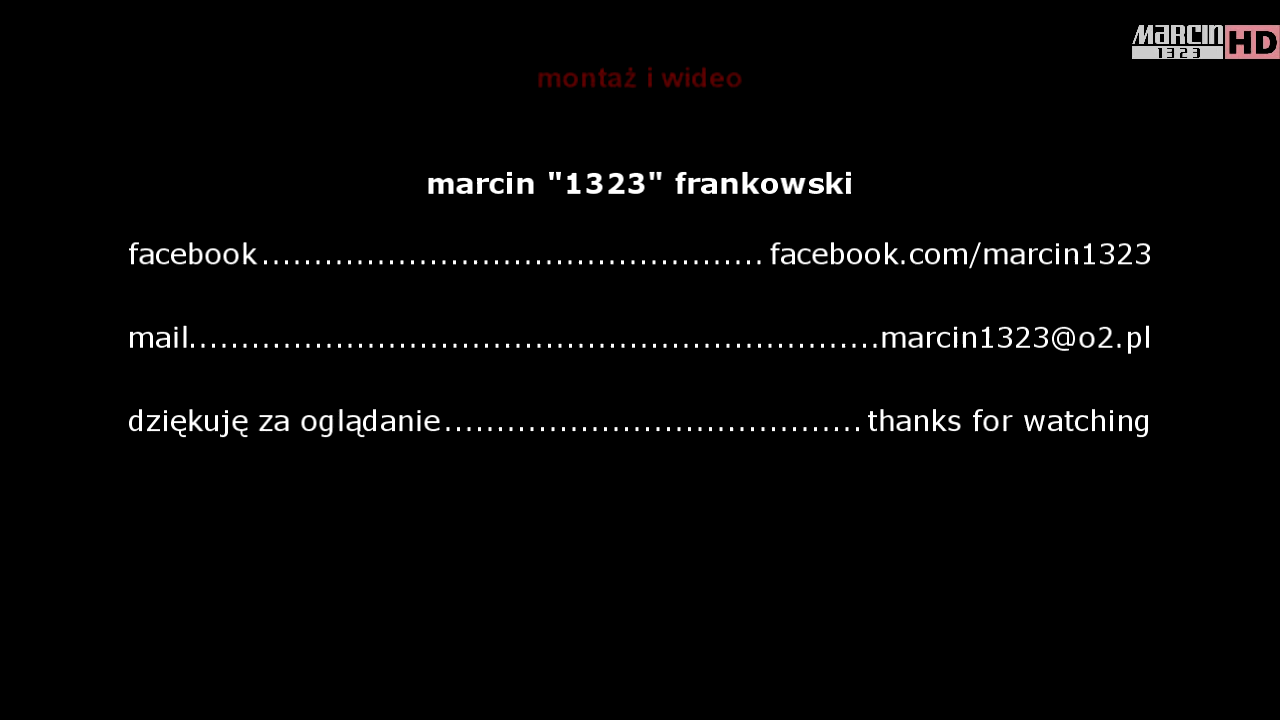 MARCIN HD
1323
montaż i wideo
marcin "1323" frankowski
facebook................................................facebook.com/marcin1323
mail..................................................................marcin1323@o2.pl
dziękuję za oglądanie........................................thanks for watching